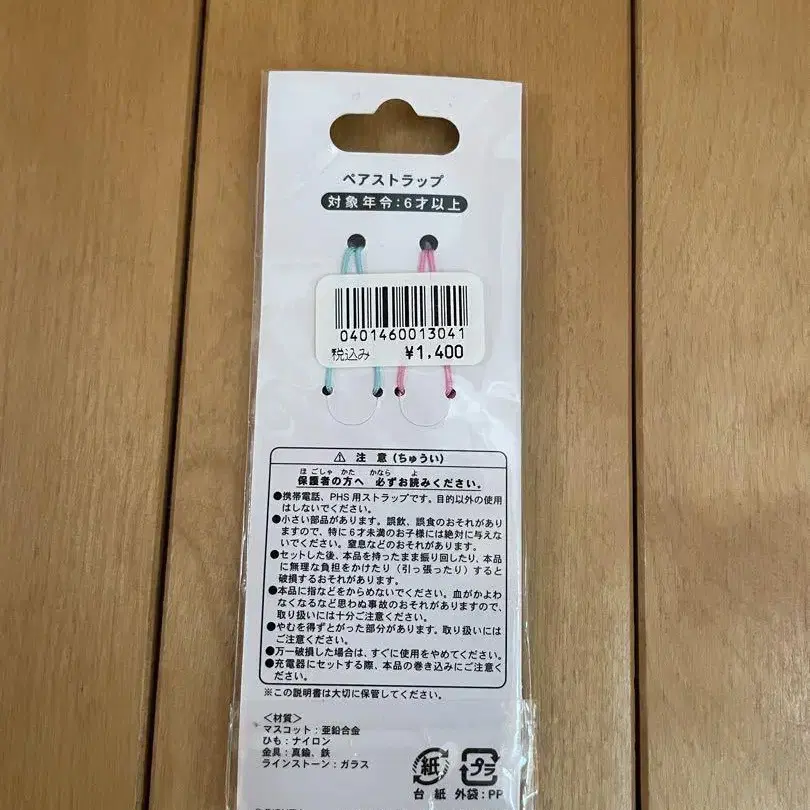 ペアストラップ
対象年令:6才以上
0401460013041
税込み ¥1,400
⚠ 注意(ちゅうい)
ほごしゃ かた かなら よ
保護者の方へ 必ずお読みください。
●携帯電話、PHS用ストラップです。目的以外の使用
はしないでください。
●小さい部品があります。誤飲、誤食のおそれがあり
ますので、特に6才未満のお子様には絶対に与えな
いでください。窒息などのおそれがあります。
●セットした後、本品を持ったまま振り回したり、本品
に無理な負担をかけたり(引っ張ったり)すると
破損するおそれがあります。
●本品に指などをからめないでください。血がかよわ
なくなるなど思わぬ事故のおそれがありますので、
取り扱いには十分ご注意ください。
●やむを得ずとがった部分があります。取り扱いには
ご注意ください。
●万一破損した場合は、すぐに使用をやめてください。
●充電器にセットする際、本品の巻き込みにご注意く
ださい。
※この説明書は大切に保管してください。
<材質>
マスコット:亜鉛合金
ひも:ナイロン
金具:真鍮、鉄
ラインストーン:ガラス
紙 プラ
台紙 外袋:PP